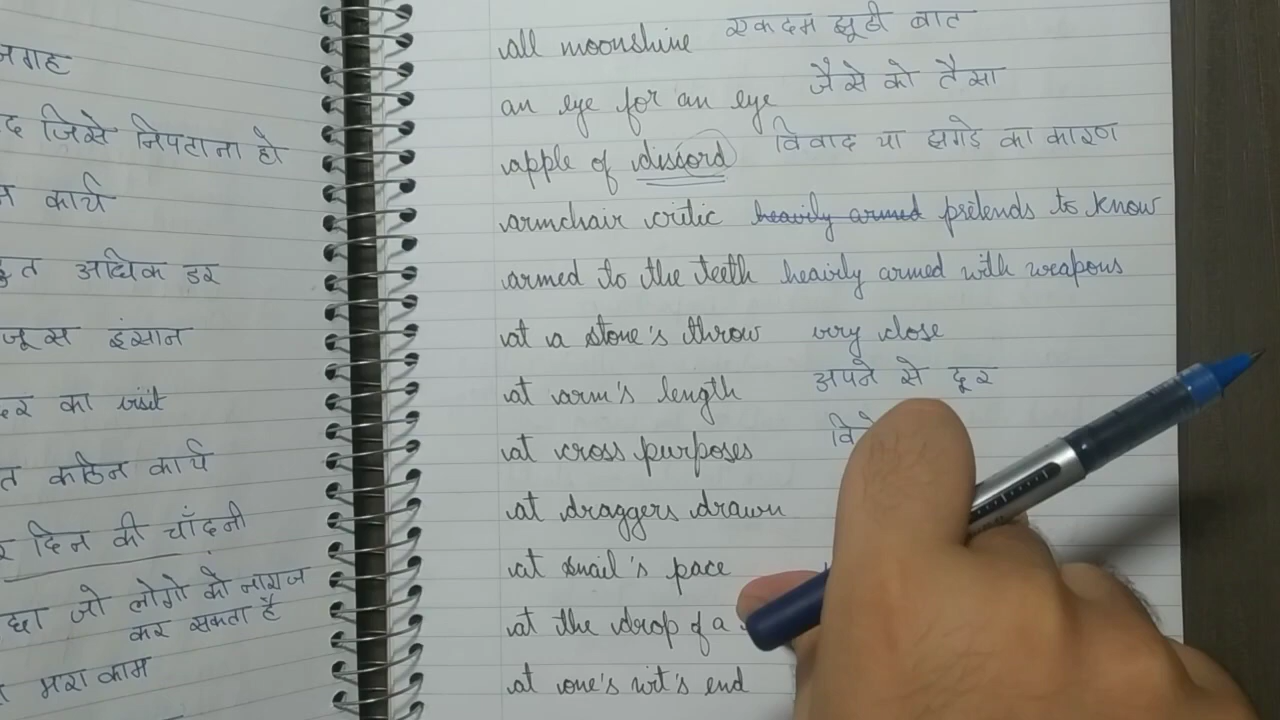 जिसे निपटाना हो
कार्य
अधिक डर
इंसान
का visit
कठिन कार्य
दिन की चाँदनी
जो लोगो को नाराज
कर सकता है
all moonshine एकदम झूठी बात
an eye for an eye जैसे को तैसा
apple of discord विवाद या झगडे का कारण
armchair critic heavily armed pretends to know
armed to the teeth heavily armed with weapons
at a stone's throw very close
at arm's length अपने से दूर
at cross purposes
at draggers drawn
at snail's pace
at the drop of a
at one's wit's end